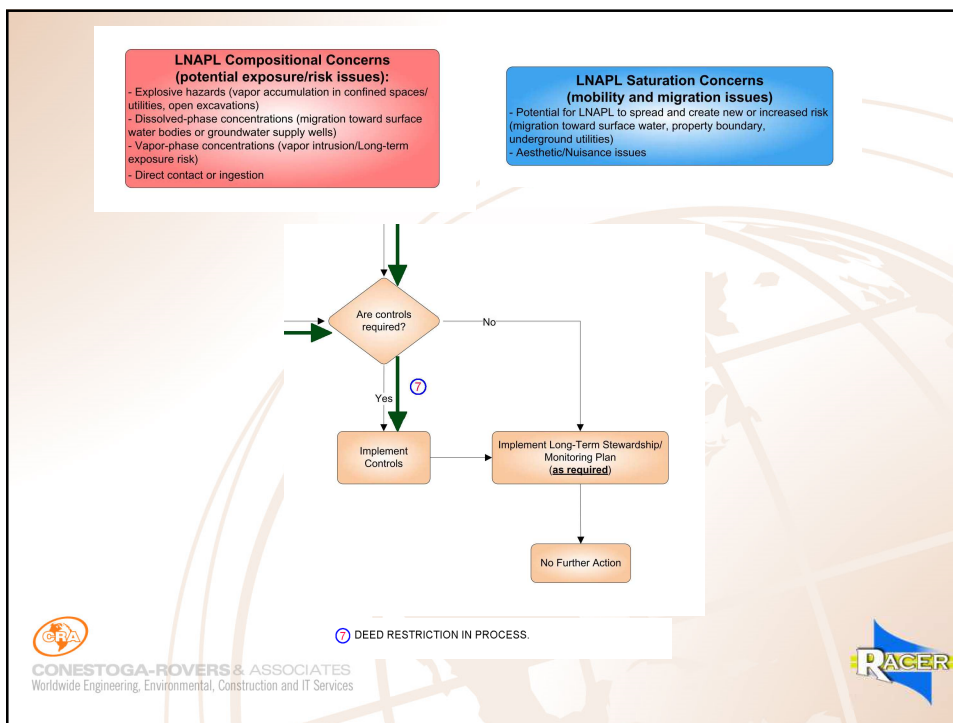 LNAPL Compositional Concerns
(potential exposure/risk issues):
- Explosive hazards (vapor accumulation in confined spaces/
utilities, open excavations)
- Dissolved-phase concentrations (migration toward surface
water bodies or groundwater supply wells)
- Vapor-phase concentrations (vapor intrusion/Long-term
exposure risk)
- Direct contact or ingestion
LNAPL Saturation Concerns
(mobility and migration issues)
- Potential for LNAPL to spread and create new or increased risk
(migration toward surface water, property boundary,
underground utilities)
- Aesthetic/Nuisance issues
Are controls
required?
No
7
Yes
Implement
Controls
Implement Long-Term Stewardship/
Monitoring Plan
(as required)
No Further Action
7 DEED RESTRICTION IN PROCESS.
CRA
CONESTOGA-ROVERS & ASSOCIATES
Worldwide Engineering, Environmental, Construction and IT Services
RACER